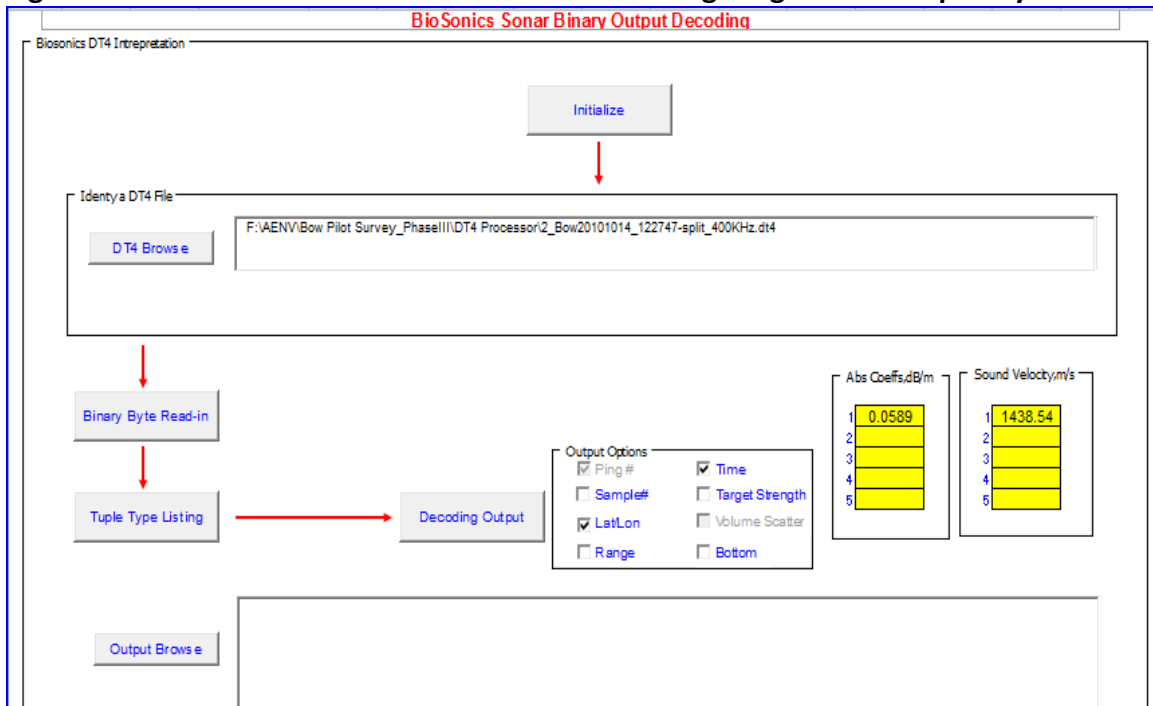 BioSonics Sonar Binary Output Decoding
Biosonics DT4 Intrepretation
Initialize
Identy a DT4 File
DT4 Browse
F:\AENV\Bow Pilot Survey_PhaseIII\DT4 Processor\2_Bow20101014_122747-split_400KHz.dt4
Abs Coeffs,dB/m
Sound Velocty,m/s
1 0.0589
1 1438.54
2
2
3
3
4
4
5
5
Binary Byte Read-in
Tuple Type Listing
Decoding Output
Output Options
Ping #
Time
Sample#
Target Strength
Lat/Lon
Volume Scatter
Range
Bottom
Output Browse